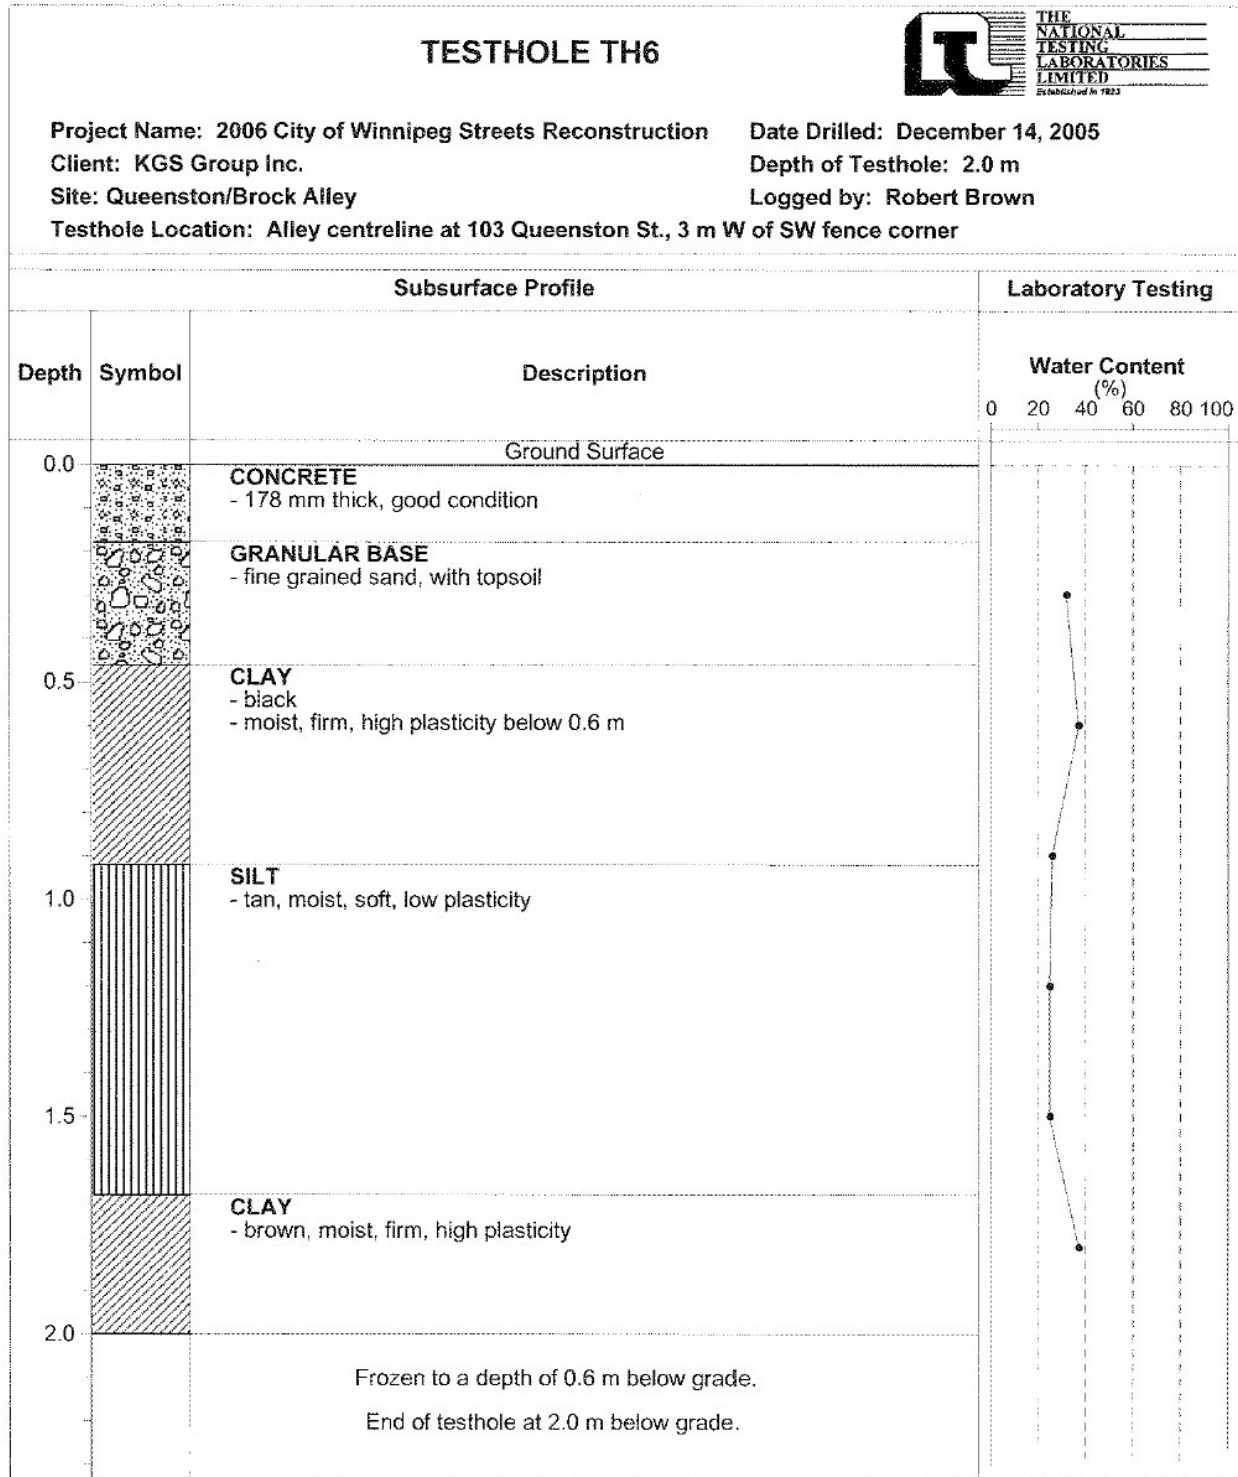 TESTHOLE TH6
THE
NATIONAL
TESTING
LABORATORIES
LIMITED
Established in 1923
Project Name: 2006 City of Winnipeg Streets Reconstruction
Date Drilled: December 14, 2005
Client: KGS Group Inc.
Depth of Testhole: 2.0 m
Site: Queenston/Brock Alley
Logged by: Robert Brown
Testhole Location: Alley centreline at 103 Queenston St., 3 m W of SW fence corner
Subsurface Profile
Laboratory Testing
Depth
Symbol
Description
Water Content
(%)
0 20 40 60 80 100
Ground Surface
0.0
CONCRETE
- 178 mm thick, good condition
GRANULAR BASE
- fine grained sand, with topsoil
0.5
CLAY
- black
- moist, firm, high plasticity below 0.6 m
SILT
1.0
- tan, moist, soft, low plasticity
1.5
CLAY
- brown, moist, firm, high plasticity
2.0
Frozen to a depth of 0.6 m below grade.
End of testhole at 2.0 m below grade.